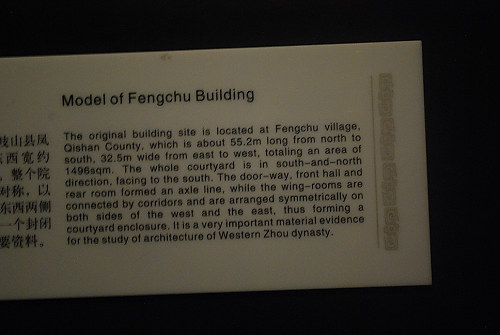 Model of Fengchu Building
The original building site is located at Fengchu village,
Qishan County, which is about 55.2m long from north to
south, 32.5m wide from east to west, totaling an area of
1496sqm. The whole courtyard is in south-and-north
direction, facing to the south. The door-way, front hall and
rear room formed an axle line, while the wing-rooms are
connected by corridors and are arranged symmetrically on
both sides of the west and the east, thus forming a
courtyard enclosure. It is a very important material evidence
for the study of architecture of Western Zhou dynasty.
岐山县凤
东西宽约
。整个院
对称，以
东西两侧
一个封闭
要资料。